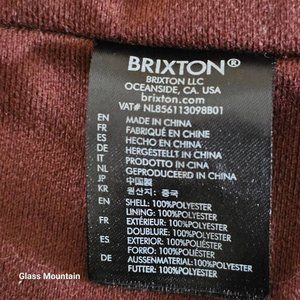 BRIXTON®
BRIXTON LLC
OCEANSIDE, CA. USA
brixton.com
VAT# NL856113098B01
EN MADE IN CHINA
FR FABRIQUÉ EN CHINE
ES HECHO EN CHINA
DE HERGESTELLT IN CHINA
IT PRODOTTO IN CINA
NL GEPRODUCEERD IN CHINA
JP 中国製
KR 원산지: 중국
EN SHELL: 100%POLYESTER
LINING: 100%POLYESTER
FR EXTÉRIEUR: 100%POLYESTER
DOUBLURE: 100%POLYESTER
ES EXTERIOR: 100%POLIÉSTER
FORRO: 100%POLIÉSTER
DE AUSSENMATERIAL: 100%POLYESTER
FUTTER: 100%POLYESTER
Glass Mountain